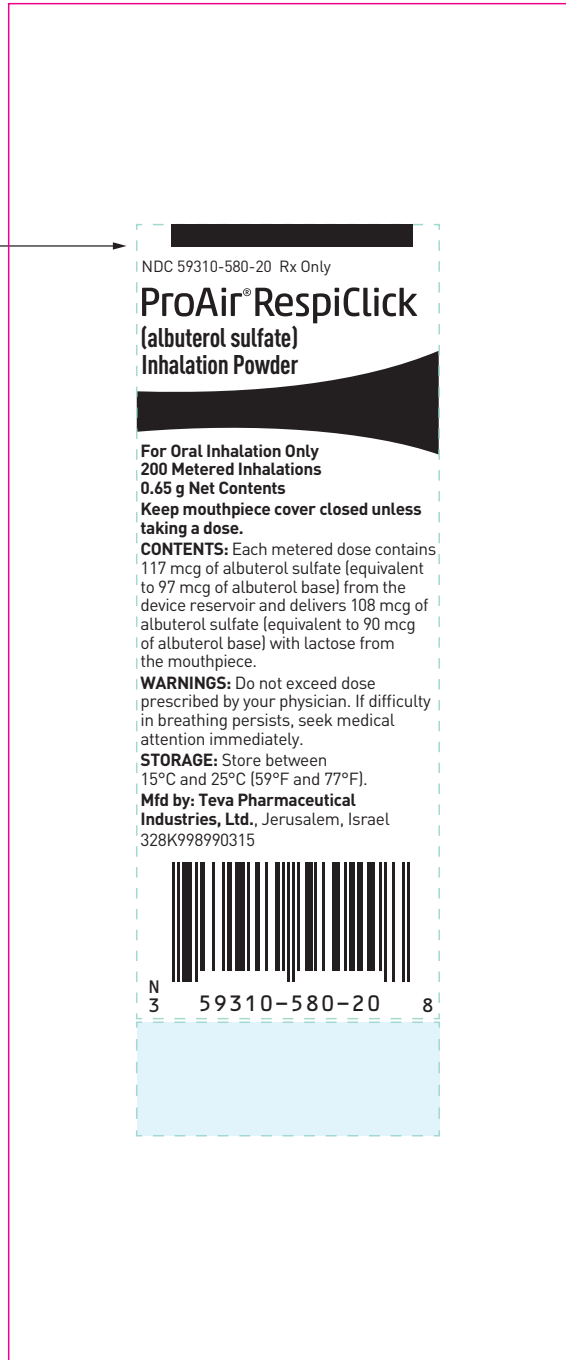 NDC 59310-580-20 Rx Only
ProAir® RespiClick
(albuterol sulfate)
Inhalation Powder
For Oral Inhalation Only
200 Metered Inhalations
0.65 g Net Contents
Keep mouthpiece cover closed unless
taking a dose.
CONTENTS: Each metered dose contains
117 mcg of albuterol sulfate (equivalent
to 97 mcg of albuterol base) from the
device reservoir and delivers 108 mcg of
albuterol sulfate (equivalent to 90 mcg
of albuterol base) with lactose from
the mouthpiece.
WARNINGS: Do not exceed dose
prescribed by your physician. If difficulty
in breathing persists, seek medical
attention immediately.
STORAGE: Store between
15°C and 25°C (59°F and 77°F).
Mfd by: Teva Pharmaceutical
Industries, Ltd., Jerusalem, Israel
328K998990315
N
3 59310-580-20 8